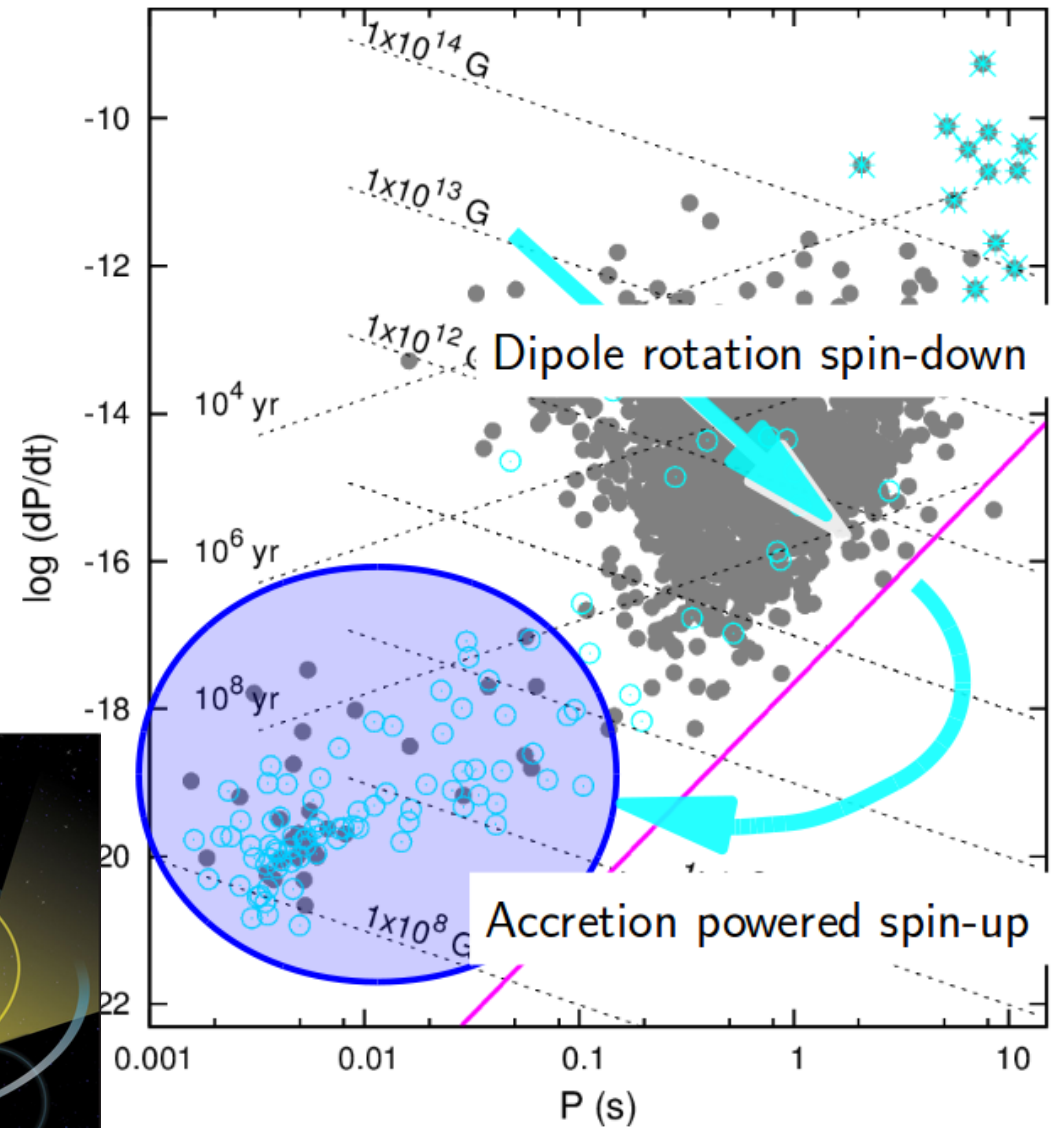 1x10^14 G
-10
1x10^13 G
-12
1x10^12
Dipole rotation spin-down
10^4 yr
-14
log (dP/dt)
10^6 yr
-16
10^8 yr
-18
20
1x10^8 G
Accretion powered spin-up
22
0.001 0.01 0.1 1 10
P (s)